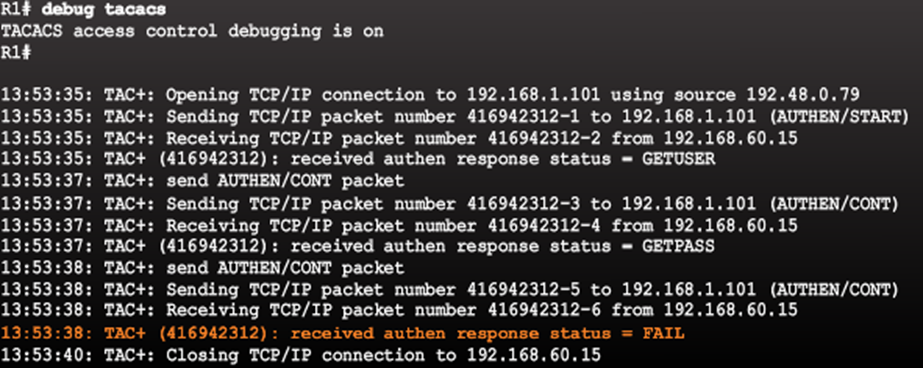 R1# debug tacacs
TACACS access control debugging is on
R1#
13:53:35: TAC+: Opening TCP/IP connection to 192.168.1.101 using source 192.48.0.79
13:53:35: TAC+: Sending TCP/IP packet number 416942312-1 to 192.168.1.101 (AUTHEN/START)
13:53:35: TAC+: Receiving TCP/IP packet number 416942312-2 from 192.168.60.15
13:53:35: TAC+ (416942312): received authen response status = GETUSER
13:53:37: TAC+: send AUTHEN/CONT packet
13:53:37: TAC+: Sending TCP/IP packet number 416942312-3 to 192.168.1.101 (AUTHEN/CONT)
13:53:37: TAC+: Receiving TCP/IP packet number 416942312-4 from 192.168.60.15
13:53:37: TAC+ (416942312): received authen response status = GETPASS
13:53:38: TAC+: send AUTHEN/CONT packet
13:53:38: TAC+: Sending TCP/IP packet number 416942312-5 to 192.168.1.101 (AUTHEN/CONT)
13:53:38: TAC+: Receiving TCP/IP packet number 416942312-6 from 192.168.60.15
13:53:38: TAC+ (416942312): received authen response status = FAIL
13:53:40: TAC+: Closing TCP/IP connection to 192.168.60.15